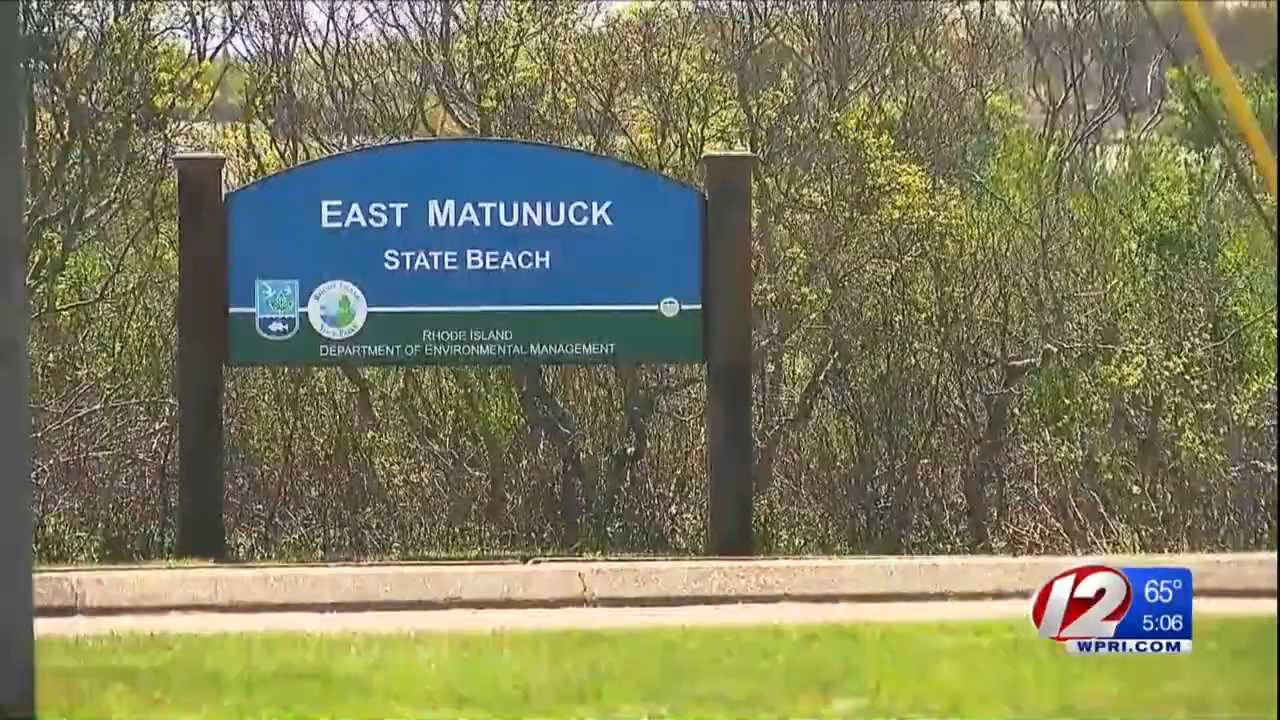 EAST MATUNUCK
STATE BEACH
RHODE ISLAND
DEPARTMENT OF ENVIRONMENTAL MANAGEMENT
12
65°
5:06
WPRI.COM